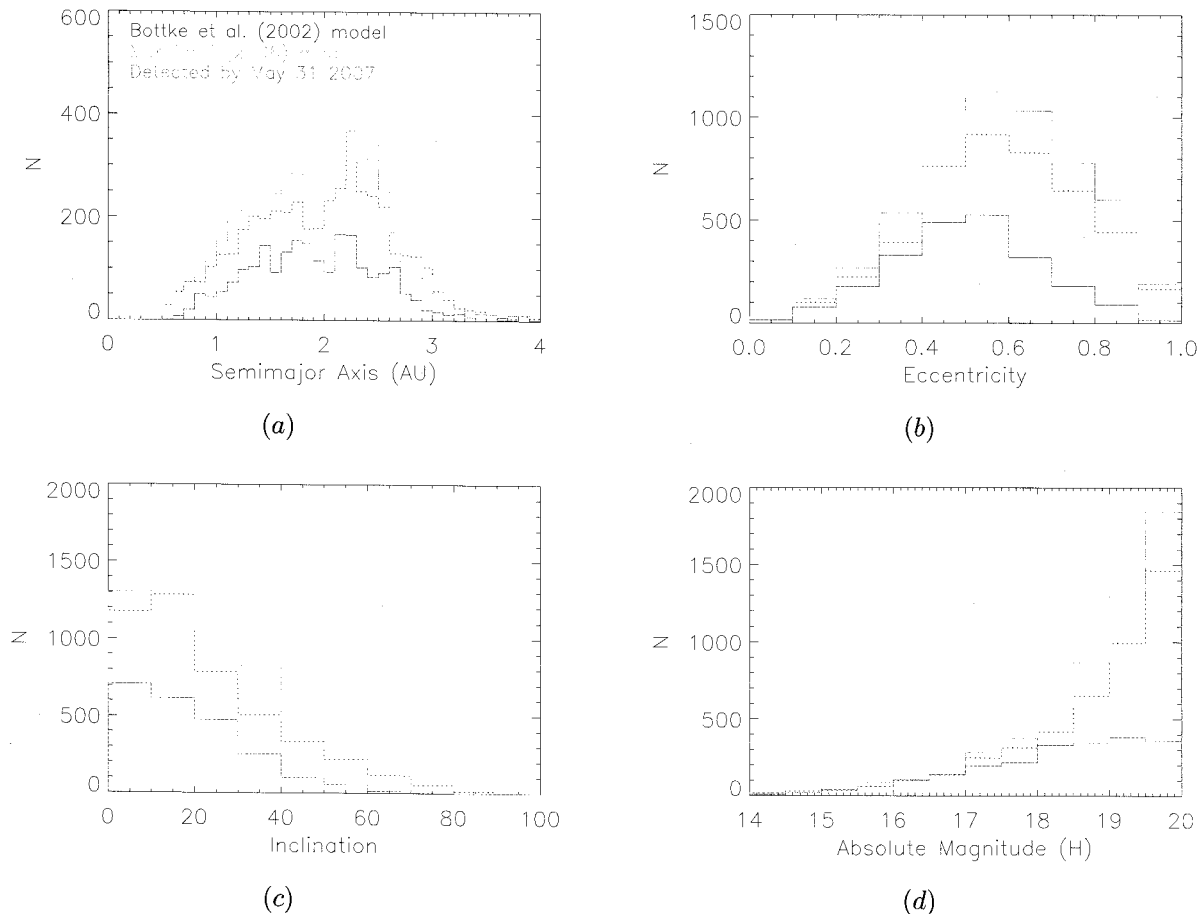 600
400
200
0
N
Bottke et al. (2002) model
Detected by May 31 2007
0 1 2 3 4
Semimajor Axis (AU)
(a)
1500
1000
500
0
N
0.0 0.2 0.4 0.6 0.8 1.0
Eccentricity
(b)
2000
1500
1000
500
0
N
0 20 40 60 80 100
Inclination
(c)
2000
1500
1000
500
0
N
14 15 16 17 18 19 20
Absolute Magnitude (H)
(d)